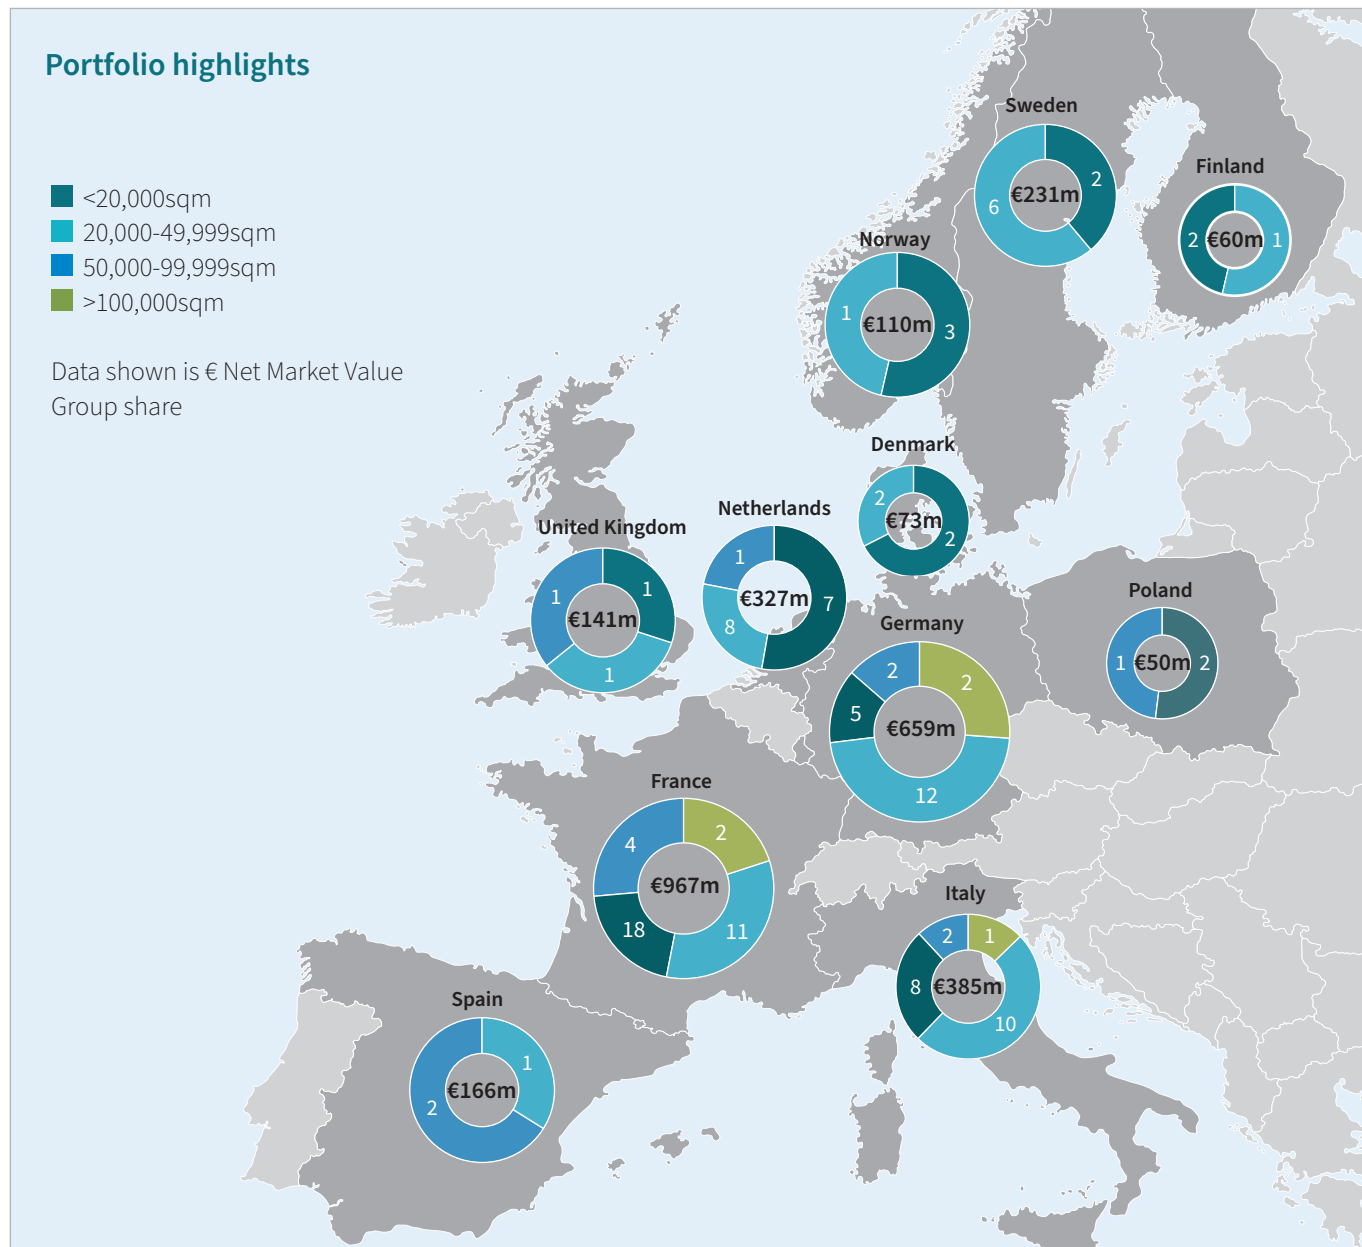 Portfolio highlights
<20,000sqm
20,000-49,999sqm
50,000-99,999sqm
>100,000sqm
Data shown is € Net Market Value
Group share
Sweden
2
6
€231m
Finland
2
1
€60m
Norway
1
3
€110m
Denmark
2
2
€73m
Netherlands
1
7
8
€327m
United Kingdom
1
1
1
€141m
Poland
1
2
€50m
Germany
2
2
5
12
€659m
France
4
2
18
11
€967m
Italy
2
1
8
10
€385m
Spain
1
2
€166m